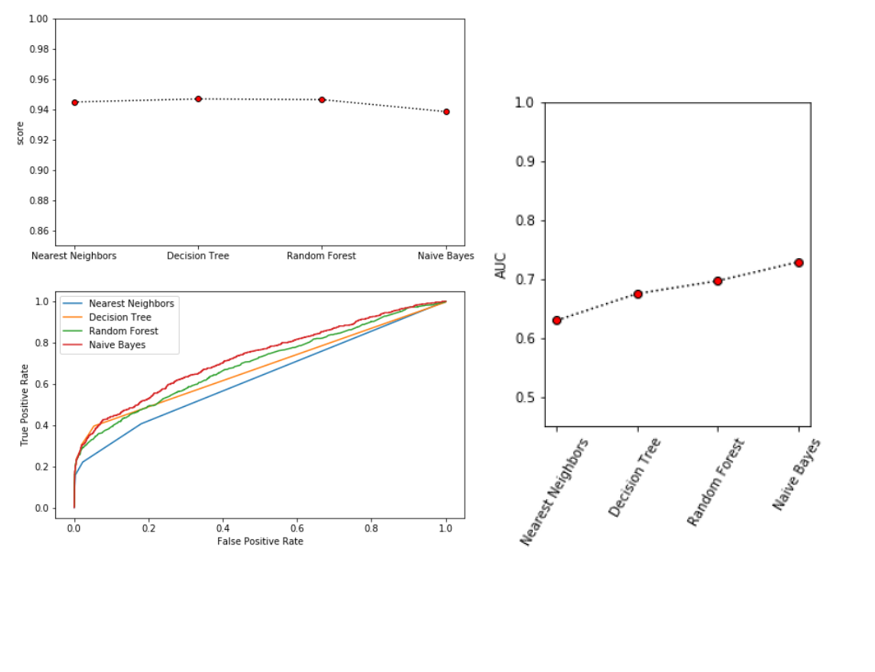 1.00
0.98
0.96
0.94
0.92
0.90
0.88
0.86
score
Nearest Neighbors Decision Tree Random Forest Naive Bayes
1.0
0.8
0.6
0.4
0.2
0.0
True Positive Rate
Nearest Neighbors
Decision Tree
Random Forest
Naive Bayes
0.0 0.2 0.4 0.6 0.8 1.0
False Positive Rate
1.0
0.9
0.8
0.7
0.6
0.5
AUC
Nearest Neighbors
Decision Tree
Random Forest
Naive Bayes